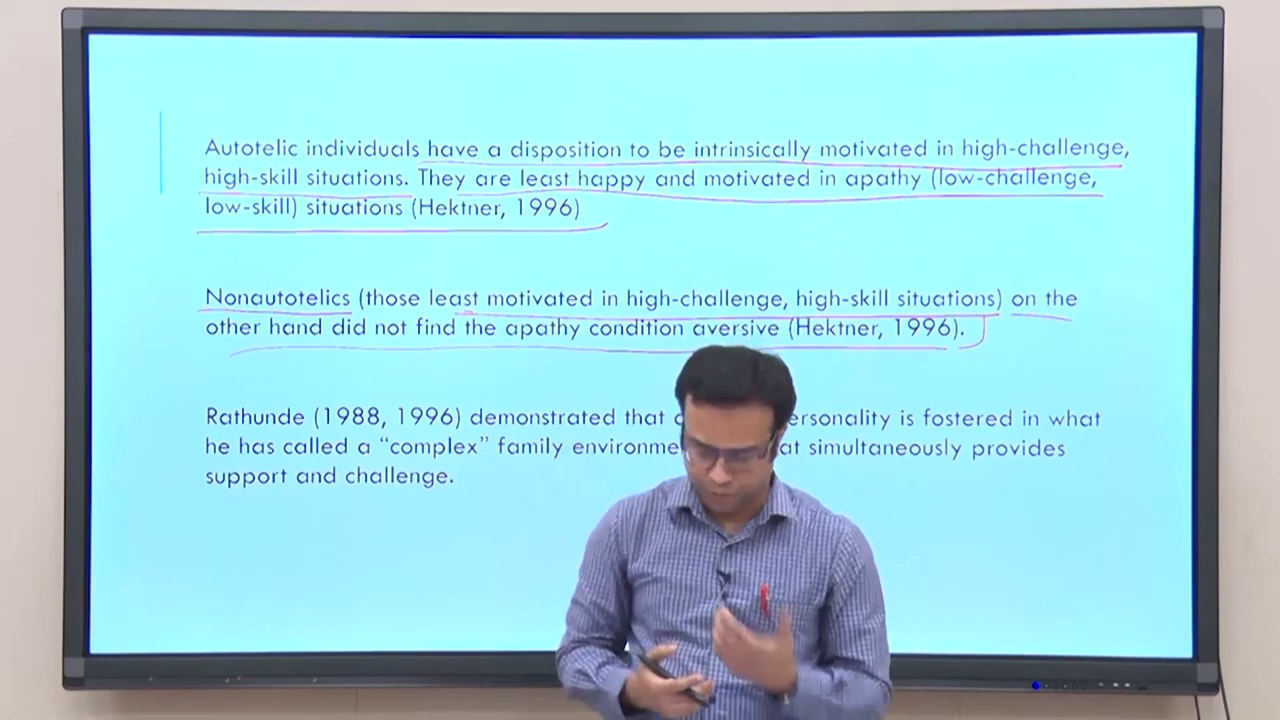 Autotelic individuals have a disposition to be intrinsically motivated in high-challenge,
high-skill situations. They are least happy and motivated in apathy (low-challenge,
low-skill) situations (Hektner, 1996)
Nonautotelics (those least motivated in high-challenge, high-skill situations) on the
other hand did not find the apathy condition aversive (Hektner, 1996).
Rathunde (1988, 1996) demonstrated that ersonality is fostered in what
he has called a “complex” family environme at simultaneously provides
support and challenge.